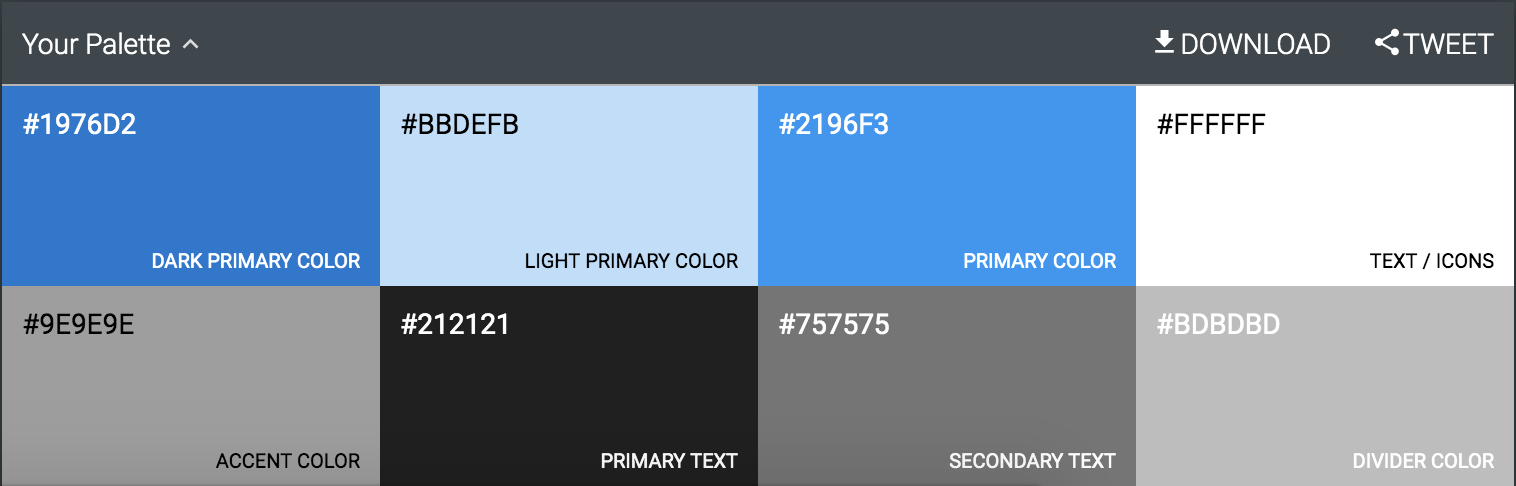 Your Palette
DOWNLOAD
TWEET
#1976D2
DARK PRIMARY COLOR
#BBDEFB
LIGHT PRIMARY COLOR
#2196F3
PRIMARY COLOR
#FFFFFF
TEXT / ICONS
#9E9E9E
ACCENT COLOR
#212121
PRIMARY TEXT
#757575
SECONDARY TEXT
#BDBDBD
DIVIDER COLOR